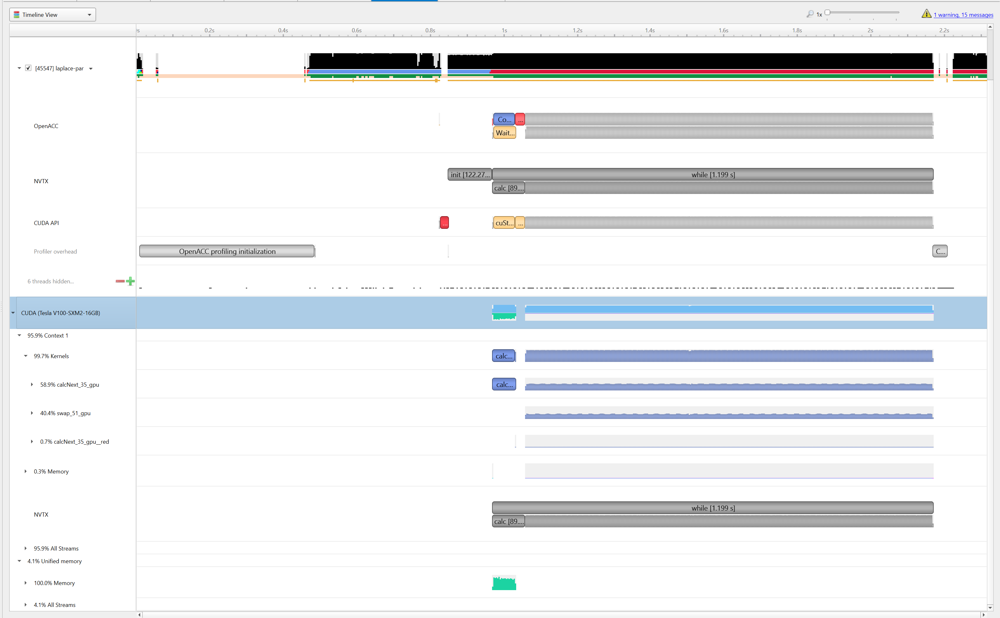 Timeline View
1x
1 warning, 15 messages
s 0.2s 0.4s 0.6s 0.8s 1s 1.2s 1.4s 1.6s 1.8s 2s 2.2s
[45547] laplace-par
OpenACC
Co... ...
Wait...
NVTX
init [122.27... while [1.199 s]
calc [89....
CUDA API
... cuSt... ...
Profiler overhead
OpenACC profiling initialization
C...
6 threads hidden...
CUDA (Tesla V100-SXM2-16GB)
95.9% Context 1
99.7% Kernels
calc...
58.9% calcNext_35_gpu
calc...
40.4% swap_51_gpu
0.7% calcNext_35_gpu__red
0.3% Memory
NVTX
while [1.199 s]
calc [89....
95.9% All Streams
4.1% Unified memory
100.0% Memory
4.1% All Streams